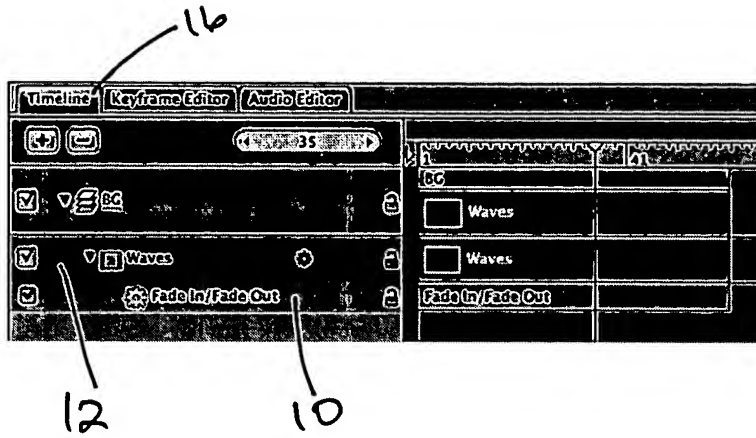 16
Timeline Keyframe Editor Audio Editor
35
1 41
BG BG
Waves
Waves Waves
Fade In/Fade Out Fade In/Fade Out
12 10